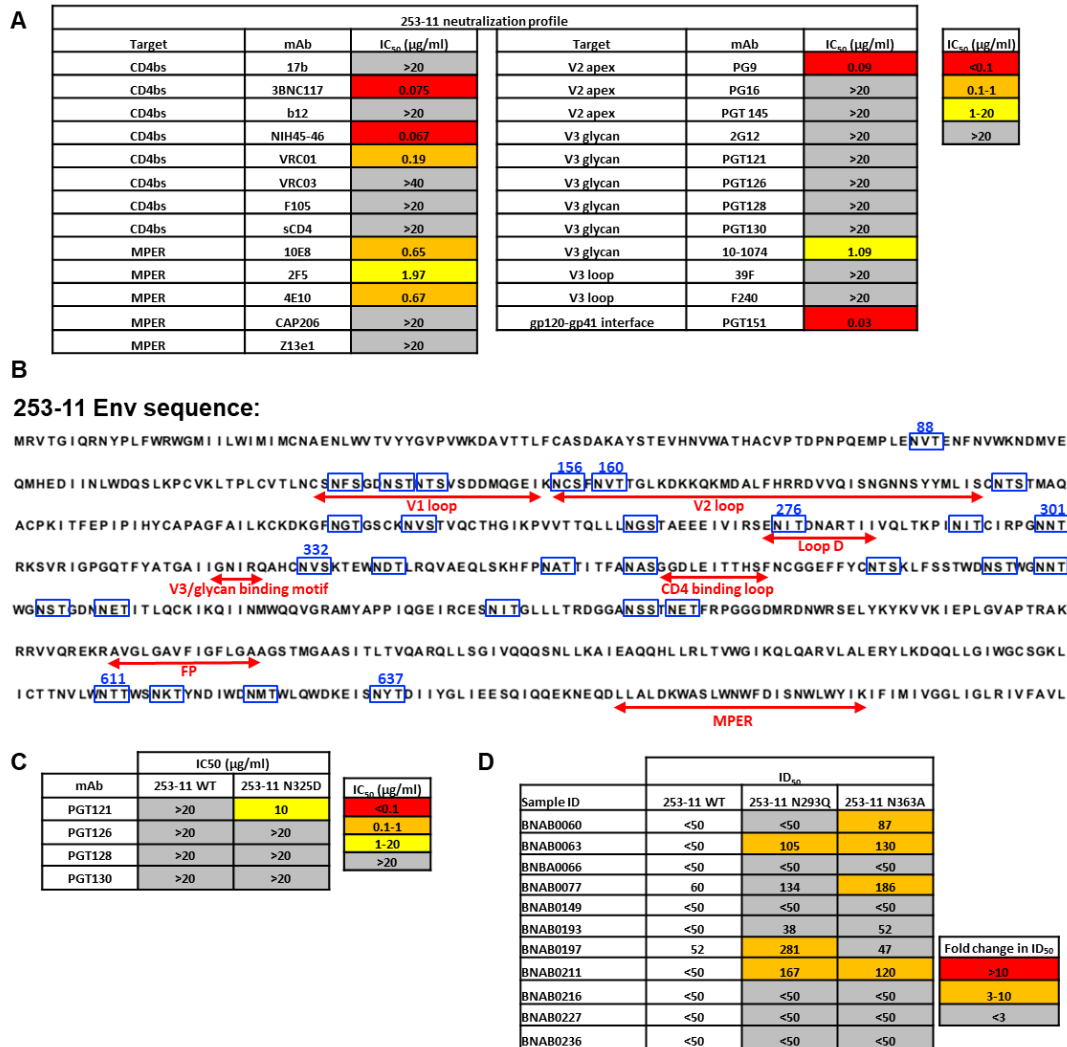 A
253-11 neutralization profile
Target mAb IC50 (µg/ml) Target mAb IC50 (µg/ml) IC50 (µg/ml)
CD4bs 17b >20 V2 apex PG9 0.09 <0.1
CD4bs 3BNC117 0.075 V2 apex PG16 >20 0.1-1
CD4bs b12 >20 V2 apex PGT 145 >20 1-20
CD4bs NIH45-46 0.067 V3 glycan 2G12 >20 >20
CD4bs VRC01 0.19 V3 glycan PGT121 >20
CD4bs VRC03 >40 V3 glycan PGT126 >20
CD4bs F105 >20 V3 glycan PGT128 >20
CD4bs sCD4 >20 V3 glycan PGT130 >20
MPER 10E8 0.65 V3 glycan 10-1074 1.09
MPER 2F5 1.97 V3 loop 39F >20
MPER 4E10 0.67 V3 loop F240 >20
MPER CAP206 >20 gp120-gp41 interface PGT151 0.03
MPER Z13e1 >20
B
253-11 Env sequence:
88
MRVTGIQRNYPLFWRWGMIILWIMIMCNAENLWVTVYYGVPVWKDAVTTLFCASDAKAYSTEVHNVWATHACVPTDPNPQEMPLENVTENFNVWKNDMVE
156 160
QMHEDIINLWDQSLKPCVKLTPLCVTLNCSNFSGDNSTNTSVSDDMQGEIKNCSFNVTTGLKDKKQKMDALFHRRDVVQISNGNNSYYMLISCNTSTMAQ
V1 loop V2 loop
276 301
ACPKITFEPIPIHYCAPAGFAILKCKDKGFNGTGSCKNVSTVQCTHGIKPVVTTQLLLNGSTAEEEIVIRSENITDNARTIIVQLTKPINITCIRPGNNT
Loop D
332
RKSVRIGPGQTFYATGAIIGNIRQAHCNVSKTEWNDTLRQVAEQLSKHFPNATTITFANASGGDLEITTHSFNCGGEFFYCNTSKLFSSTWDNSTWGNNT
V3/glycan binding motif CD4 binding loop
WGNSTGDNNETITLQCKIKQIINMWQQVGRAMYAPPIQGEIRCESNITGLLLTRDGGANSSTNETFRPGGGDMRDNWRSELYKYKVVKIEPLGVAPTRAK
RRVVQREKRAVGLGAVFIGFLGAAGSTMGAASITLTVQARQLLSGIVQQQSNLLKAIEAQQHLLRLTVWGIKQLQARVLALERYLKDQQLLGIWGCSGKL
FP
611 637
ICTTNVLWNTTWSNKTYNDIWDNMTWLQWDKEISNYTDIIYGLIEESQIQQEKNEQDLLALDKWASLWNWFDISNWLWYIKIFIMIVGGLIGLRIVFAVL
MPER
C
IC50 (µg/ml)
mAb 253-11 WT 253-11 N325D IC50 (µg/ml)
PGT121 >20 10 <0.1
PGT126 >20 >20 0.1-1
PGT128 >20 >20 1-20
PGT130 >20 >20 >20
D
ID50
Sample ID 253-11 WT 253-11 N293Q 253-11 N363A
BNAB0060 <50 <50 87
BNAB0063 <50 105 130
BNBA0066 <50 <50 <50
BNAB0077 60 134 186
BNAB0149 <50 <50 <50
BNAB0193 <50 38 52
BNAB0197 52 281 47 Fold change in ID50
BNAB0211 <50 167 120 >10
BNAB0216 <50 <50 <50 3-10
BNAB0227 <50 <50 <50 <3
BNAB0236 <50 <50 <50